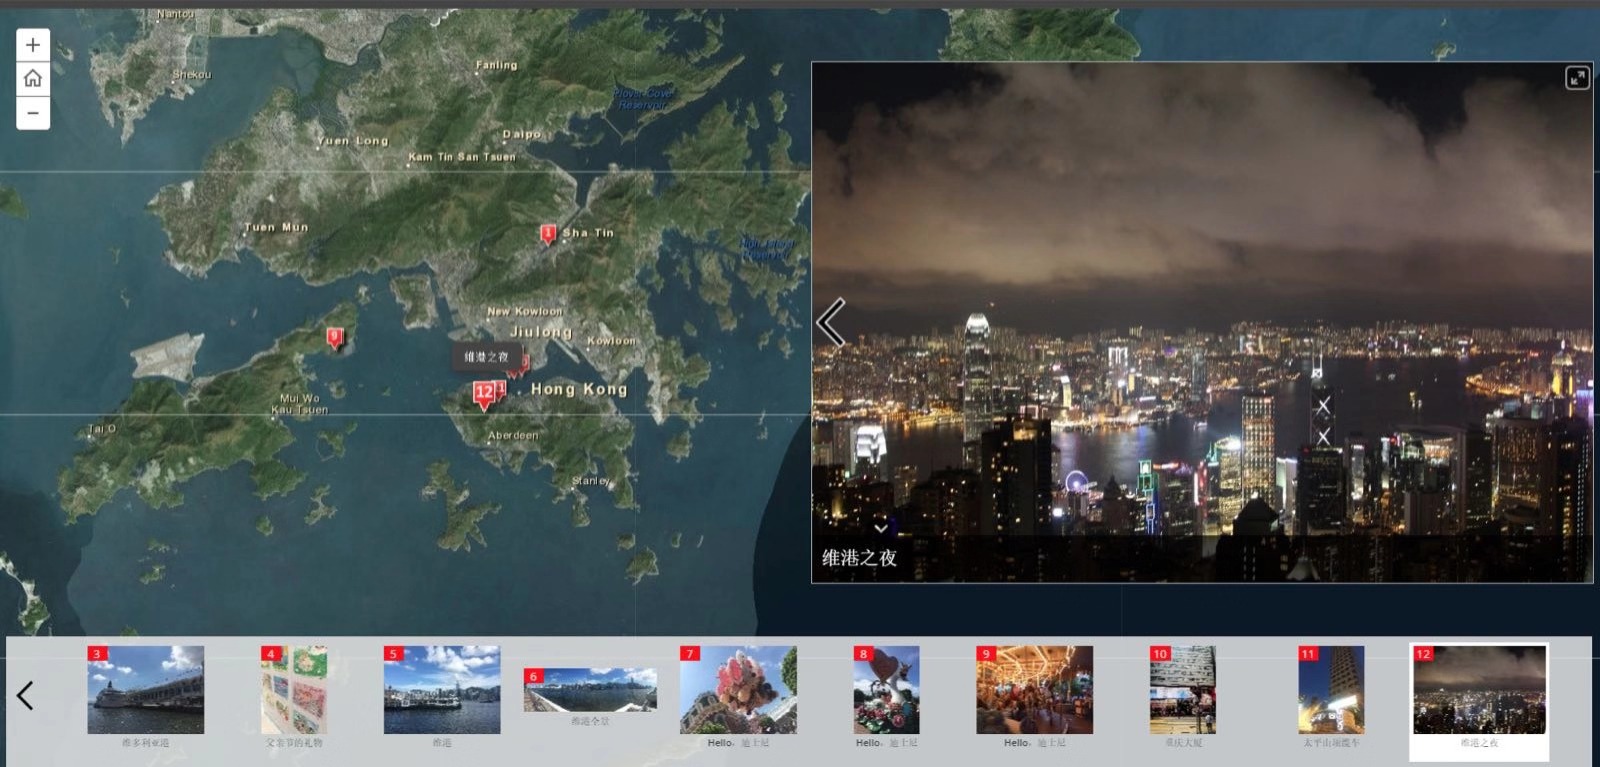 Nantou
Shekou
Fanling
Plover Cove
Reservoir
Yuen Long
Daipo
Kam Tin San Tsuen
Tuen Mun
1
Sha Tin
High Island
Reservoir
New Kowloon
Jiulong
Kowloon
9
维港之夜
12
1
Hong Kong
Mui Wo
Kau Tsuen
Tai O
Aberdeen
Stanley
维港之夜
3
4
5
6
7
8
9
10
11
12
维多利亚港
父亲节的礼物
维港
维港全景
Hello，迪士尼
Hello，迪士尼
Hello，迪士尼
重庆大厦
太平山顶缆车
维港之夜